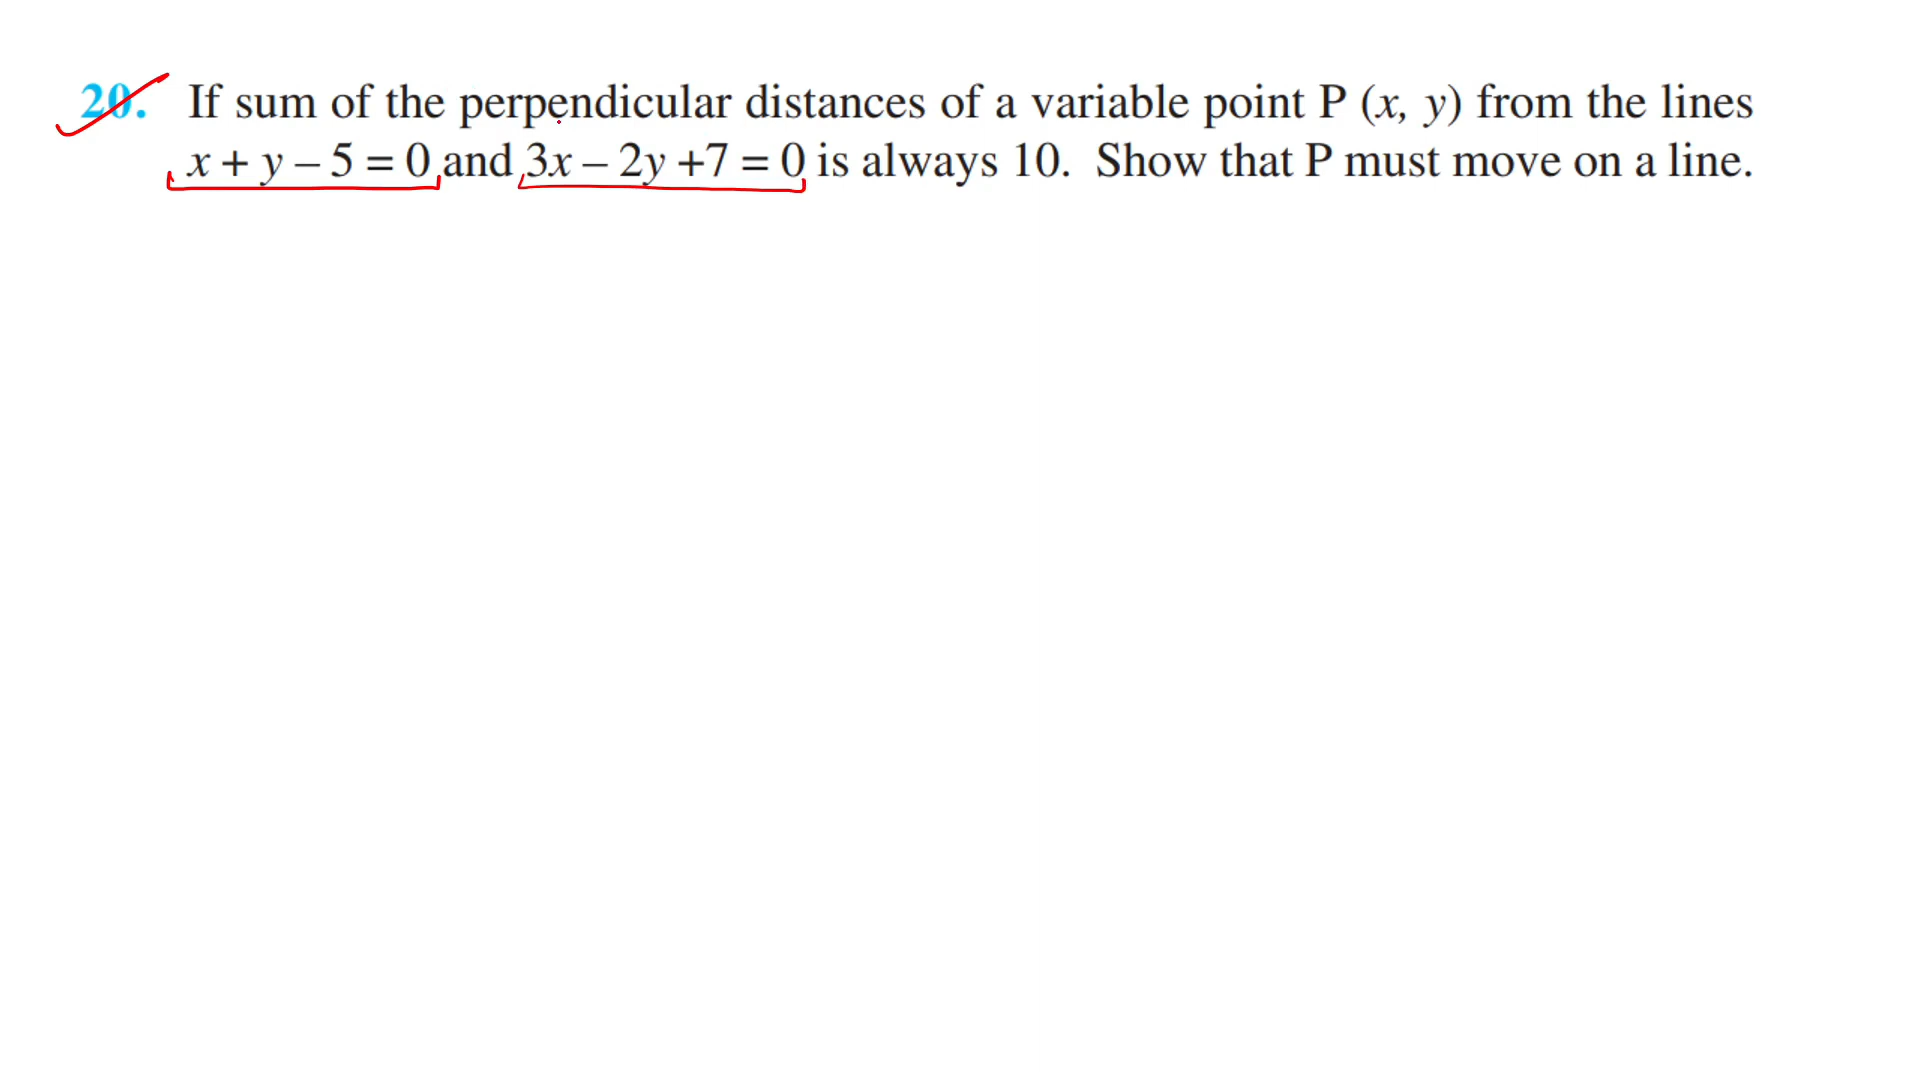 20. If sum of the perpendicular distances of a variable point P (x, y) from the lines
x + y – 5 = 0 and 3x – 2y +7 = 0 is always 10. Show that P must move on a line.